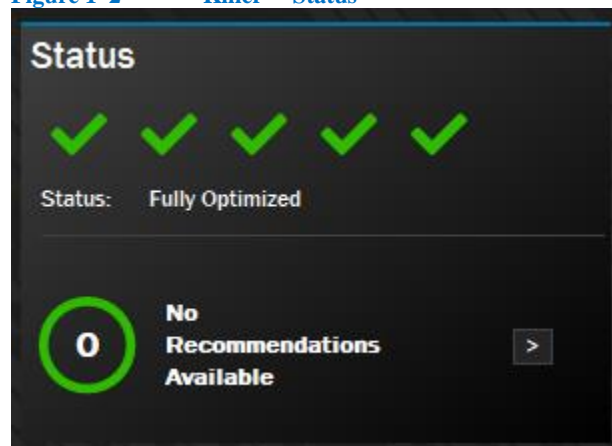 Status
Status: Fully Optimized
0
No
Recommendations
Available
>